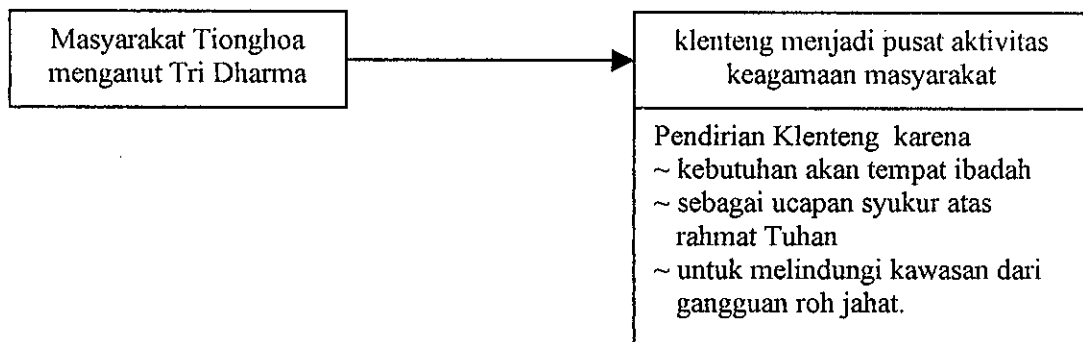 Masyarakat Tionghoa
menganut Tri Dharma
klenteng menjadi pusat aktivitas
keagamaan masyarakat
Pendirian Klenteng karena
~ kebutuhan akan tempat ibadah
~ sebagai ucapan syukur atas
rahmat Tuhan
~ untuk melindungi kawasan dari
gangguan roh jahat.